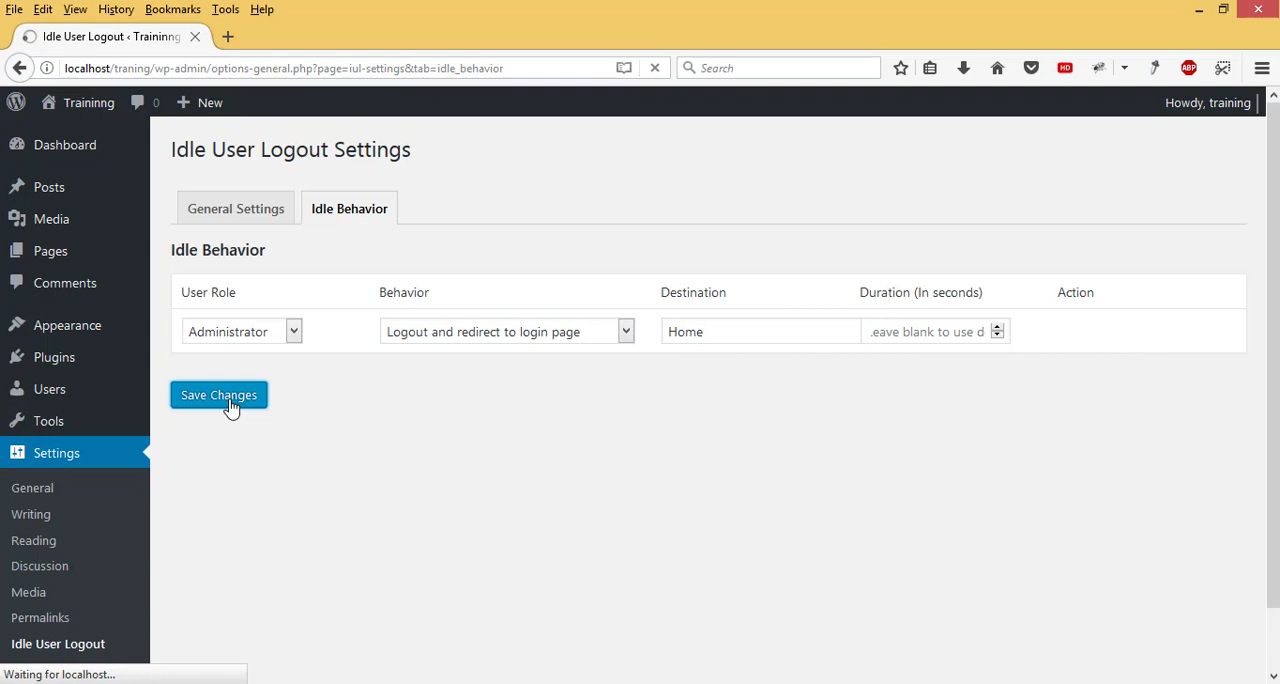 File Edit View History Bookmarks Tools Help
Idle User Logout ‹ Traininng
localhost/traning/wp-admin/options-general.php?page=iul-settings&tab=idle_behavior
Search
HD
ABP
Traininng 0 New
Howdy, training
Dashboard
Posts
Media
Pages
Comments
Appearance
Plugins
Users
Tools
Settings
General
Writing
Reading
Discussion
Media
Permalinks
Idle User Logout
Idle User Logout Settings
General Settings Idle Behavior
Idle Behavior
User Role Behavior Destination Duration (In seconds) Action
Administrator Logout and redirect to login page Home .eave blank to use d
Save Changes
Waiting for localhost...